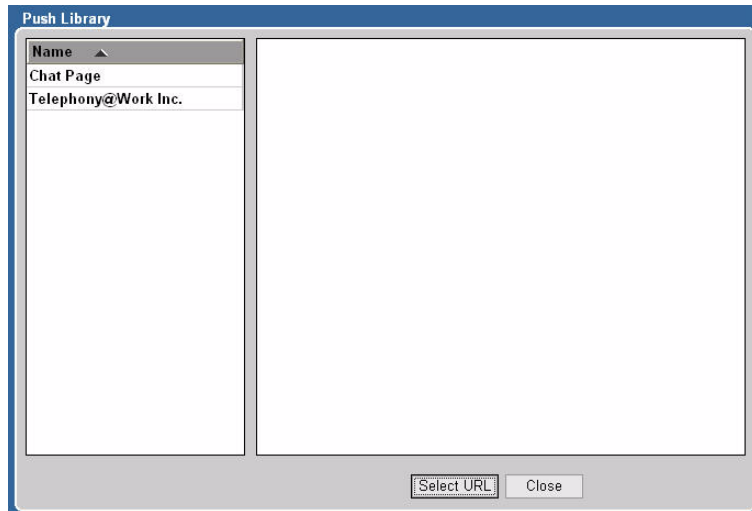 Push Library
Name
Chat Page
Telephony@Work Inc.
Select URL Close